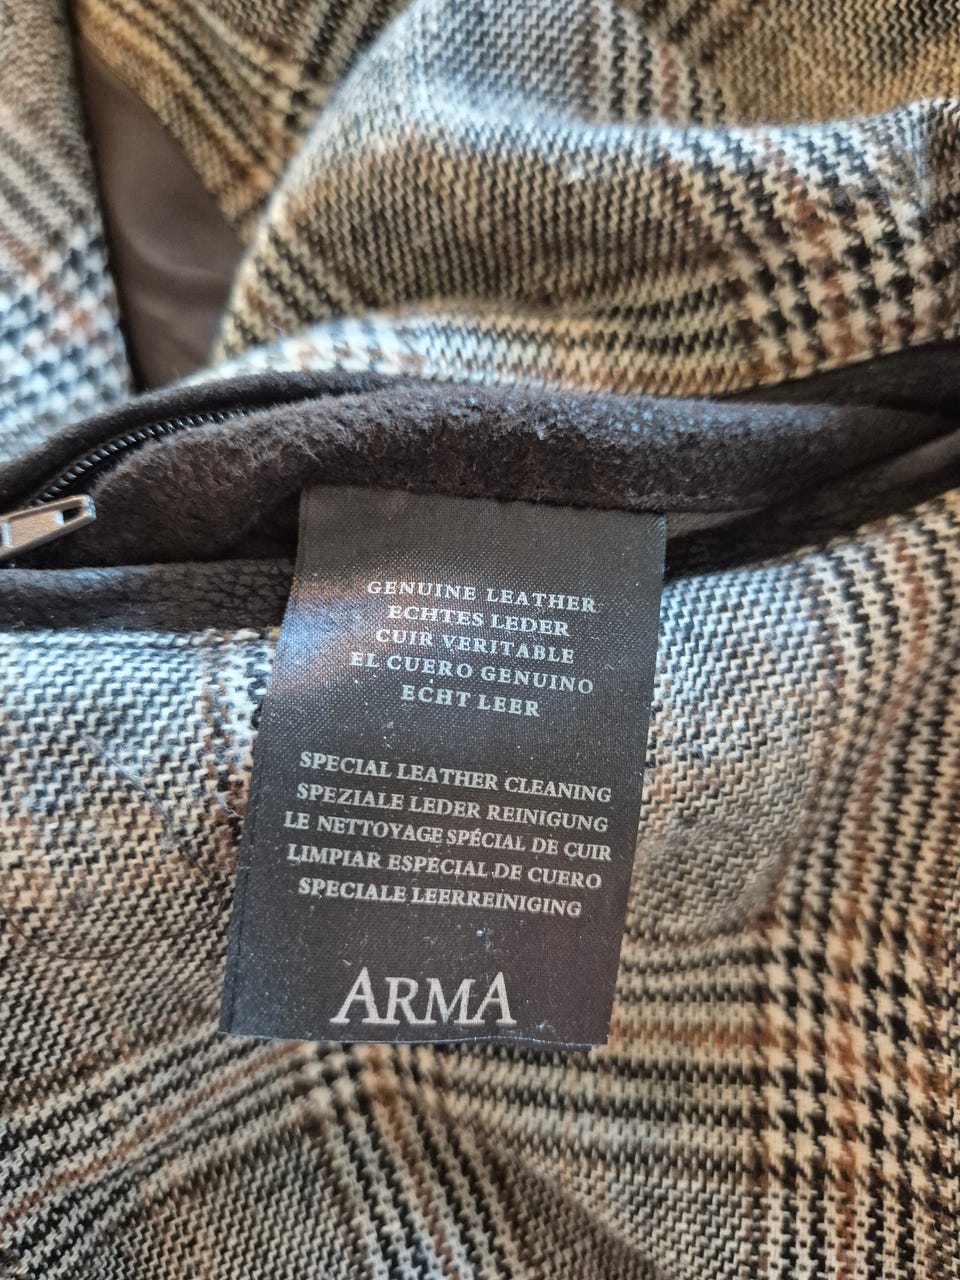 GENUINE LEATHER
ECHTES LEDER
CUIR VERITABLE
EL CUERO GENUINO
ECHT LEER
SPECIAL LEATHER CLEANING
SPEZIALE LEDER REINIGUNG
LE NETTOYAGE SPÉCIAL DE CUIR
LIMPIAR ESPECIAL DE CUERO
SPECIALE LEERREINIGING
ARMA